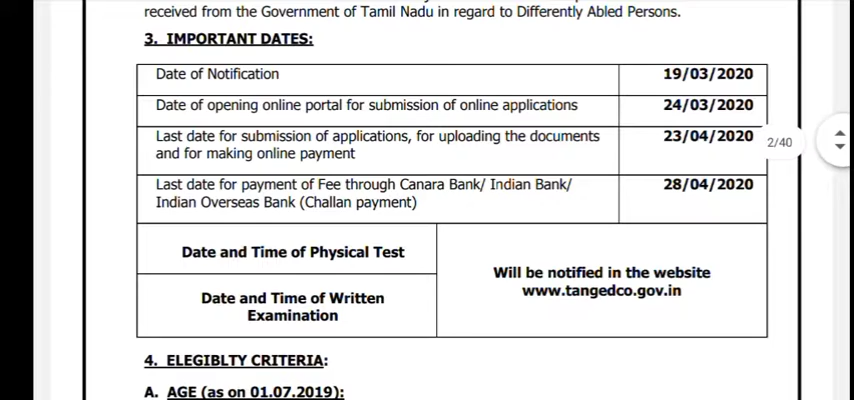 received from the Government of Tamil Nadu in regard to Differently Abled Persons.
3. IMPORTANT DATES:
Date of Notification 19/03/2020
Date of opening online portal for submission of online applications 24/03/2020
Last date for submission of applications, for uploading the documents 23/04/2020
and for making online payment
2/40
Last date for payment of Fee through Canara Bank/ Indian Bank/ 28/04/2020
Indian Overseas Bank (Challan payment)
Date and Time of Physical Test
Date and Time of Written
Examination
Will be notified in the website
www.tangedco.gov.in
4. ELEGIBLTY CRITERIA:
A. AGE (as on 01.07.2019):